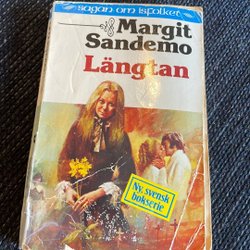 sagan om isfolket
Margit
Sandemo
Längtan
Ny, svensk
bokserie